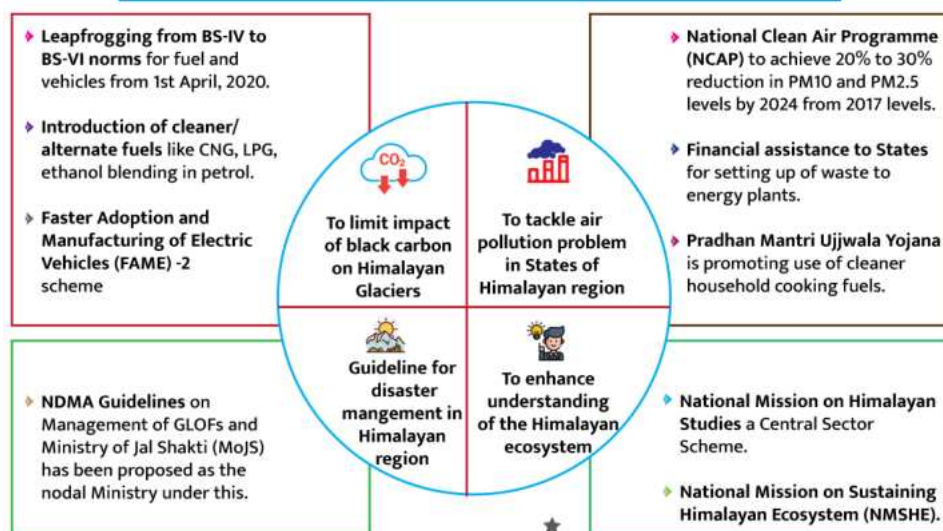 Leapfrogging from BS-IV to
BS-VI norms for fuel and
vehicles from 1st April, 2020.
Introduction of cleaner/
alternate fuels like CNG, LPG,
ethanol blending in petrol.
Faster Adoption and
Manufacturing of Electric
Vehicles (FAME) -2
scheme
CO2
To limit impact
of black carbon
on Himalayan
Glaciers
To tackle air
pollution problem
in States of
Himalayan region
National Clean Air Programme
(NCAP) to achieve 20% to 30%
reduction in PM10 and PM2.5
levels by 2024 from 2017 levels.
Financial assistance to States
for setting up of waste to
energy plants.
Pradhan Mantri Ujjwala Yojana
is promoting use of cleaner
household cooking fuels.
NDMA Guidelines on
Management of GLOFs and
Ministry of Jal Shakti (MoJS)
has been proposed as the
nodal Ministry under this.
Guideline for
disaster
mangement in
Himalayan
region
To enhance
understanding
of the Himalayan
ecosystem
National Mission on Himalayan
Studies a Central Sector
Scheme.
National Mission on Sustaining
Himalayan Ecosystem (NMSHE).